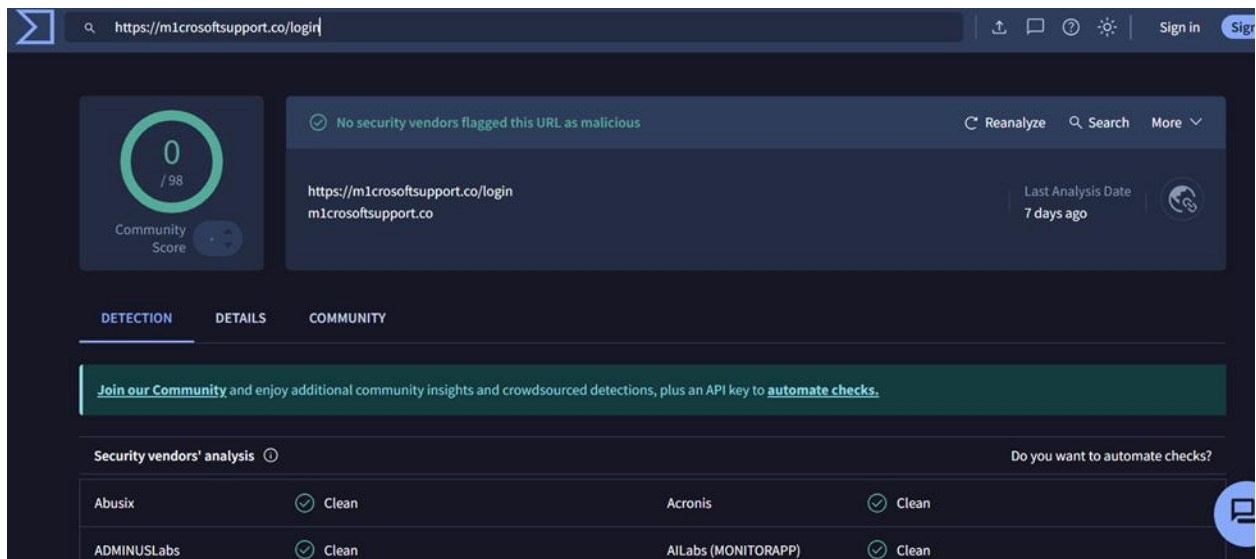 https://m1crosoftsupport.co/login
Sign in
Sign
0
/ 98
Community
Score
No security vendors flagged this URL as malicious
Reanalyze
Search
More
https://m1crosoftsupport.co/login
m1crosoftsupport.co
Last Analysis Date
7 days ago
DETECTION
DETAILS
COMMUNITY
Join our Community and enjoy additional community insights and crowdsourced detections, plus an API key to automate checks.
Security vendors' analysis
Do you want to automate checks?
Abusix
Clean
Acronis
Clean
ADMINUSLabs
Clean
AILabs (MONITORAPP)
Clean